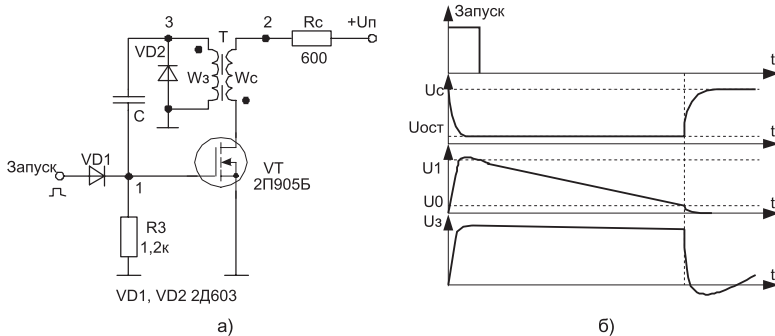 3
T
2
Rc
+Uп
600
VD2
Wз
Wc
C
Запуск
VD1
1
VT
2П905Б
R3
1,2к
VD1, VD2 2Д603
а)
Запуск
t
Uc
Uост
t
U1
U0
t
Uз
t
б)